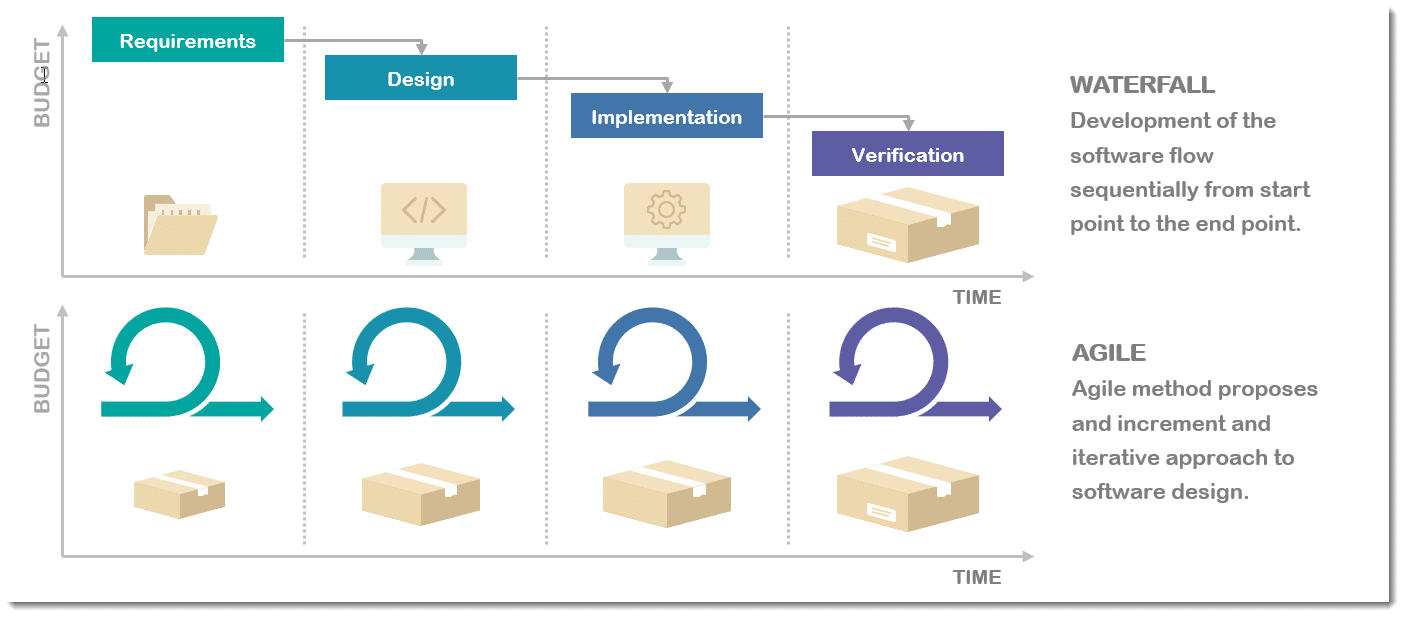 BUDGET
Requirements
Design
Implementation
Verification
TIME
WATERFALL
Development of the
software flow
sequentially from start
point to the end point.
BUDGET
TIME
AGILE
Agile method proposes
and increment and
iterative approach to
software design.